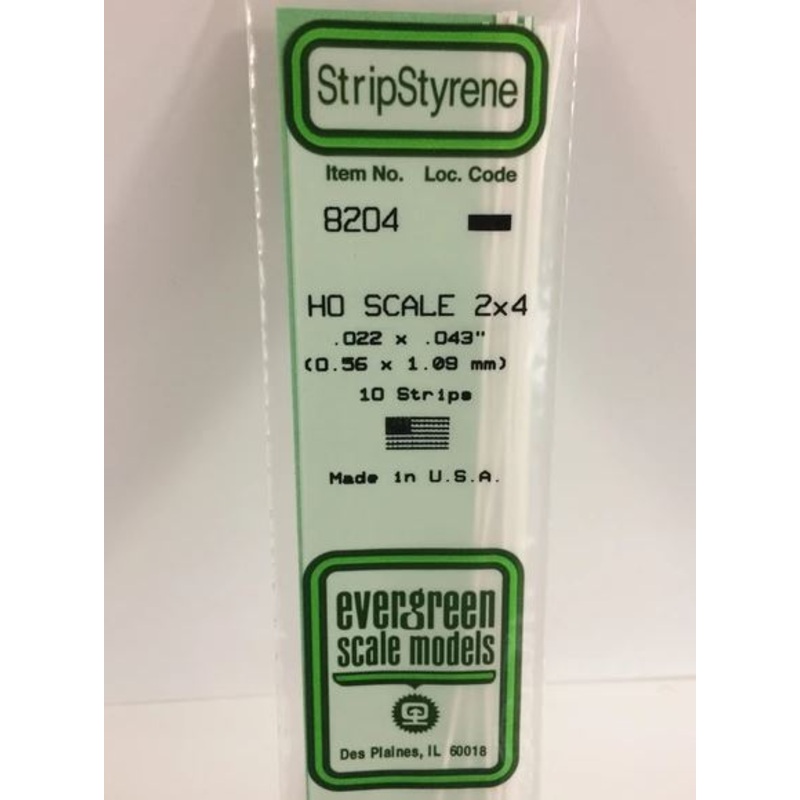 StripStyrene
Item No. Loc. Code
8204
HO SCALE 2x4
.022 x .043"
(0.56 x 1.09 mm)
10 Strips
Made in U.S.A.
evergreen
scale models
Des Plaines, IL 60018